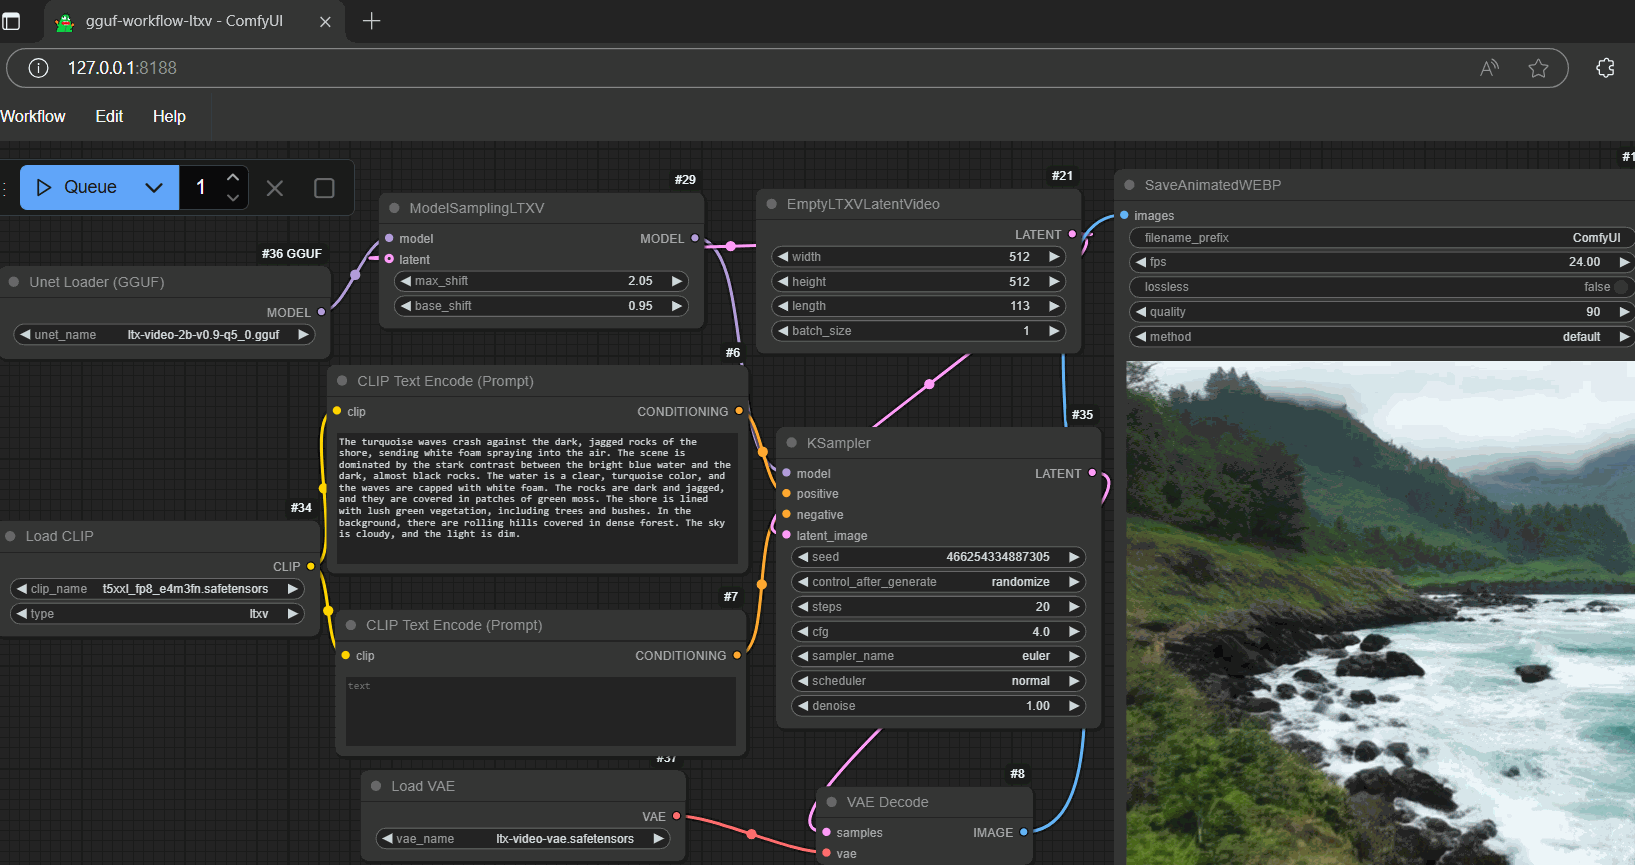 gguf-workflow-ltxv - ComfyUI
127.0.0.1:8188
Workflow Edit Help
Queue 1
#36 GGUF
Unet Loader (GGUF)
MODEL
unet_name ltx-video-2b-v0.9-q5_0.gguf
#34
Load CLIP
CLIP
clip_name t5xxl_fp8_e4m3fn.safetensors
type ltxv
#29
ModelSamplingLTXV
model MODEL
latent
max_shift 2.05
base_shift 0.95
#6
CLIP Text Encode (Prompt)
clip CONDITIONING
The turquoise waves crash against the dark, jagged rocks of the
shore, sending white foam spraying into the air. The scene is
dominated by the stark contrast between the bright blue water and the
dark, almost black rocks. The water is a clear, turquoise color, and
the waves are capped with white foam. The rocks are dark and jagged,
and they are covered in patches of green moss. The shore is lined
with lush green vegetation, including trees and bushes. In the
background, there are rolling hills covered in dense forest. The sky
is cloudy, and the light is dim.
#7
CLIP Text Encode (Prompt)
clip CONDITIONING
text
#37
Load VAE
VAE
vae_name ltx-video-vae.safetensors
#21
EmptyLTXVLatentVideo
LATENT
width 512
height 512
length 113
batch_size 1
#35
KSampler
model LATENT
positive
negative
latent_image
seed 466254334887305
control_after_generate randomize
steps 20
cfg 4.0
sampler_name euler
scheduler normal
denoise 1.00
#8
VAE Decode
samples IMAGE
vae
SaveAnimatedWEBP
images
filename_prefix ComfyUI
fps 24.00
lossless false
quality 90
method default